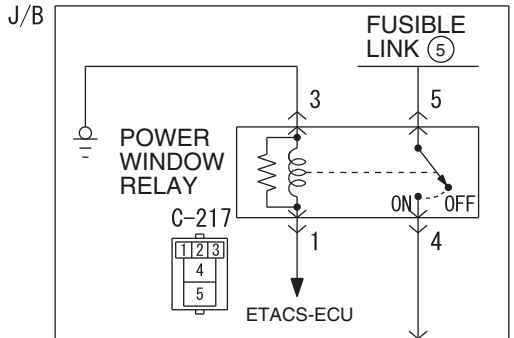 J/B
FUSIBLE
LINK ⑤
3
5
POWER
WINDOW
RELAY
ON
OFF
C-217
1
4
1 2 3
4
5
ETACS-ECU